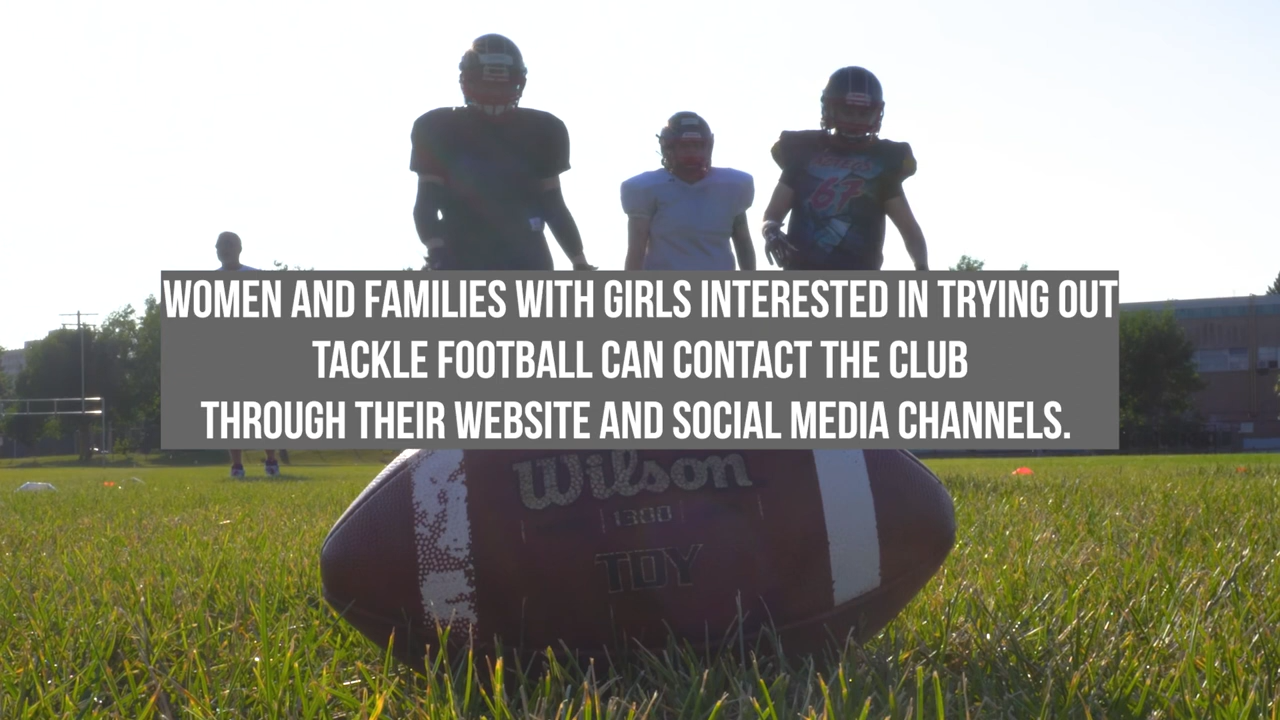 67
WOMEN AND FAMILIES WITH GIRLS INTERESTED IN TRYING OUT
TACKLE FOOTBALL CAN CONTACT THE CLUB
THROUGH THEIR WEBSITE AND SOCIAL MEDIA CHANNELS.
Wilson
1300
TDY